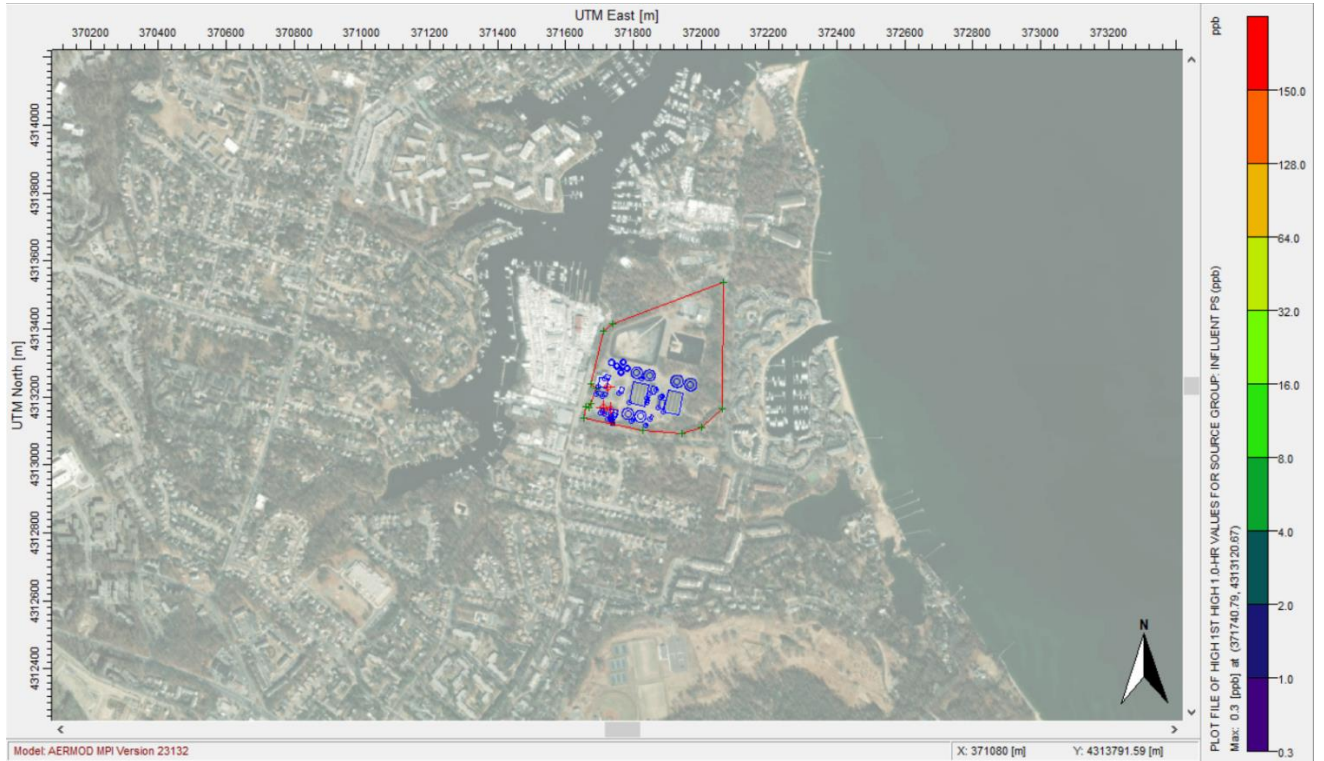 UTM East [m]
370200 370400 370600 370800 371000 371200 371400 371600 371800 372000 372200 372400 372600 372800 373000 373200
UTM North [m]
4314000
4313800
4313600
4313400
4313200
4313000
4312800
4312600
4312400
N
ppb
150.0
128.0
64.0
32.0
16.0
8.0
4.0
2.0
1.0
0.3
PLOT FILE OF HIGH 1ST HIGH 1.0-HR VALUES FOR SOURCE GROUP: INFLUENT PS (ppb)
Max: 0.3 [ppb] at (371740.79, 4313120.67)
Model: AERMOD MPI Version 23132
X: 371080 [m]
Y: 4313791.59 [m]